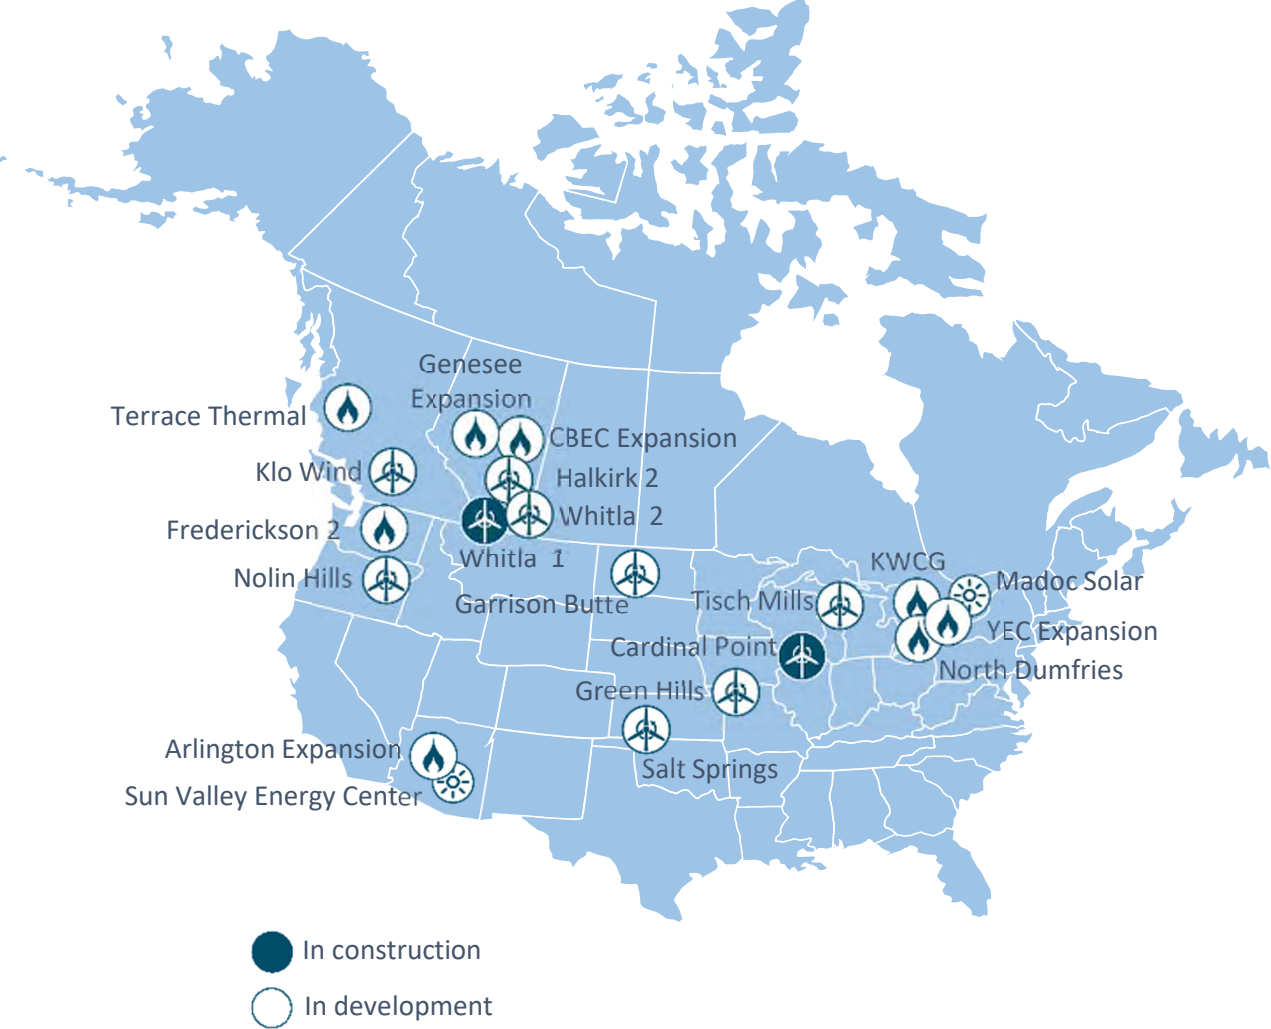 Genesee
Expansion
Terrace Thermal
CBEC Expansion
Klo Wind
Halkirk 2
Whitla 2
Frederickson 2
Whitla 1
KWCG
Nolin Hills
Madoc Solar
Garrison Butte
Tisch Mills
YEC Expansion
Cardinal Point
North Dumfries
Green Hills
Arlington Expansion
Salt Springs
Sun Valley Energy Center
In construction
In development